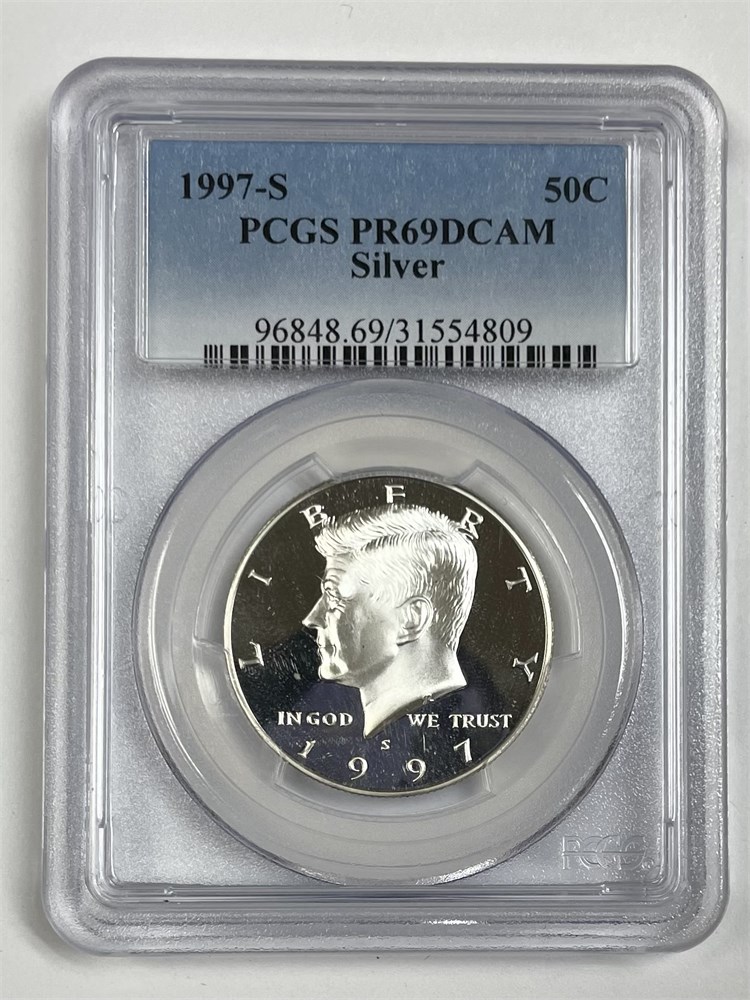 1997-S 50C
PCGS PR69DCAM
Silver
96848.69/31554809
LIBERTY
IN GOD WE TRUST
S
1997
PCGS